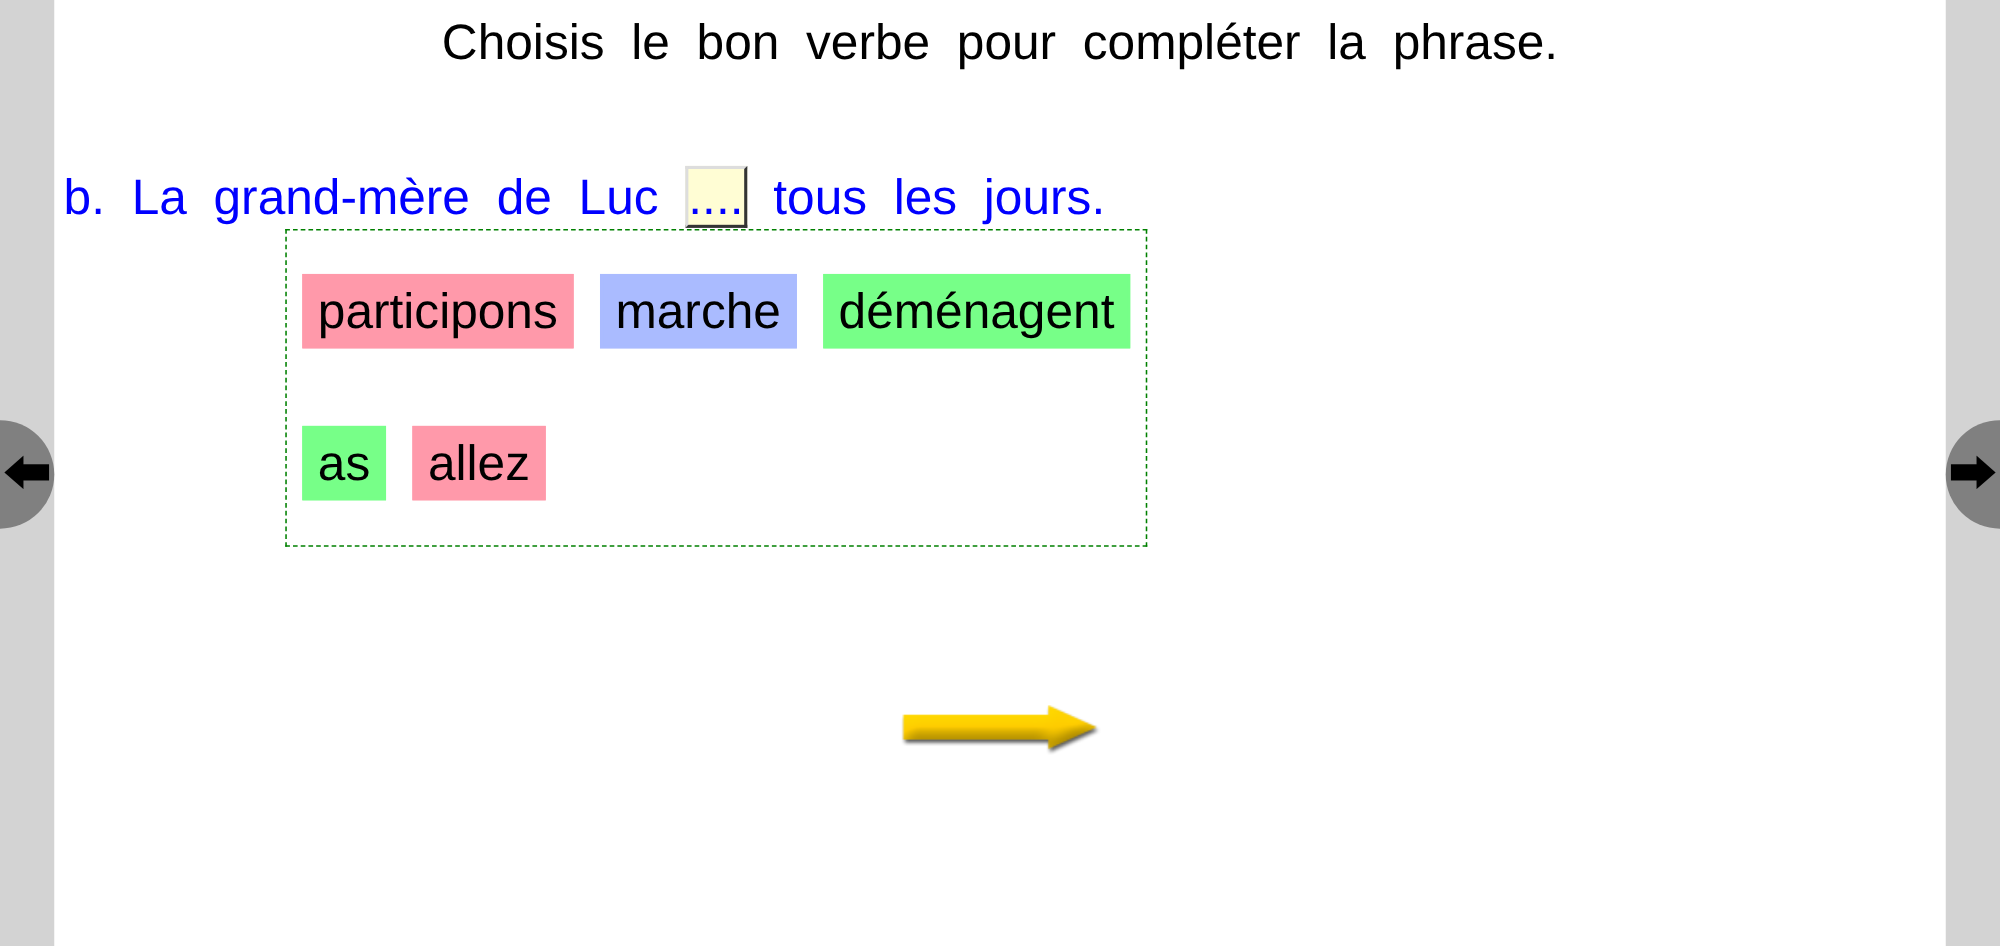 Choisis le bon verbe pour compléter la phrase.
b. La grand-mère de Luc .... tous les jours.
participons marche déménagent
as allez